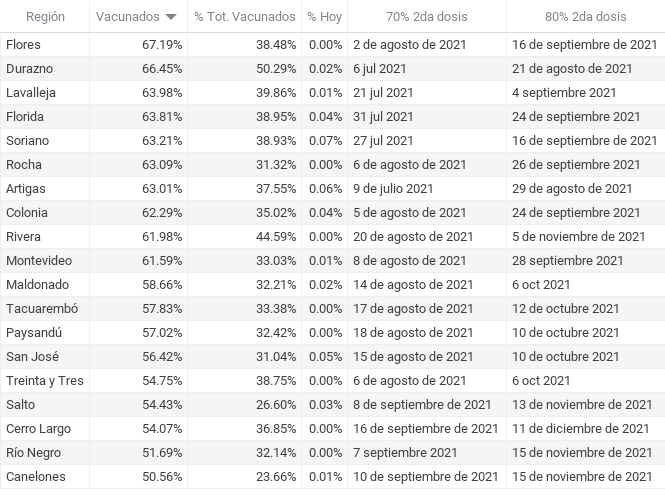 Región Vacunados % Tot. Vacunados % Hoy 70% 2da dosis 80% 2da dosis
Flores 67.19% 38.48% 0.00% 2 de agosto de 2021 16 de septiembre de 2021
Durazno 66.45% 50.29% 0.02% 6 jul 2021 21 de agosto de 2021
Lavalleja 63.98% 39.86% 0.01% 21 jul 2021 4 septiembre 2021
Florida 63.81% 38.95% 0.04% 31 jul 2021 24 de septiembre 2021
Soriano 63.21% 38.93% 0.07% 27 jul 2021 16 de septiembre de 2021
Rocha 63.09% 31.32% 0.00% 6 de agosto de 2021 26 de septiembre 2021
Artigas 63.01% 37.55% 0.06% 9 de julio 2021 29 de agosto de 2021
Colonia 62.29% 35.02% 0.04% 5 de agosto de 2021 24 de septiembre 2021
Rivera 61.98% 44.59% 0.00% 20 de agosto de 2021 5 de noviembre de 2021
Montevideo 61.59% 33.03% 0.01% 8 de agosto de 2021 28 septiembre 2021
Maldonado 58.66% 32.21% 0.02% 14 de agosto de 2021 6 oct 2021
Tacuarembó 57.83% 33.38% 0.00% 17 de agosto de 2021 12 de octubre 2021
Paysandú 57.02% 32.42% 0.00% 18 de agosto de 2021 10 de octubre 2021
San José 56.42% 31.04% 0.05% 15 de agosto de 2021 10 de octubre 2021
Treinta y Tres 54.75% 38.75% 0.00% 6 de agosto de 2021 6 oct 2021
Salto 54.43% 26.60% 0.03% 8 de septiembre de 2021 13 de noviembre de 2021
Cerro Largo 54.07% 36.85% 0.00% 16 de septiembre de 2021 11 de diciembre de 2021
Río Negro 51.69% 32.14% 0.00% 7 septiembre 2021 15 de noviembre de 2021
Canelones 50.56% 23.66% 0.01% 10 de septiembre de 2021 15 de noviembre de 2021